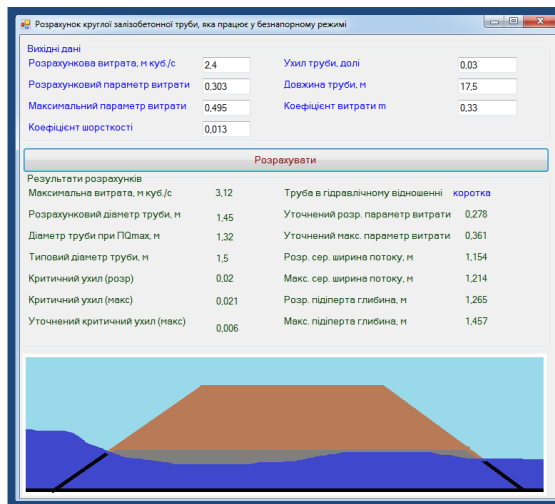 Розрахунок круглої залізобетонної труби, яка працює у безнапорному режимі
Вихідні дані
Розрахункова витрата, м куб./с 2,4 Ухил труби, долі 0,03
Розрахунковий параметр витрати 0,303 Довжина труби, м 17,5
Максимальний параметр витрати 0,495 Коефіцієнт витрати m 0,33
Коефіцієнт шорсткості 0,013
Розрахувати
Результати розрахунків
Максимальна витрата, м куб./с 3,12 Труба в гідравлічному відношенні коротка
Розрахунковий діаметр труби, м 1,45 Уточнений розр. параметр витрати 0,278
Діаметр труби при ПQmax, м 1,32 Уточнений макс. параметр витрати 0,361
Типовий діаметр труби, м 1,5 Розр. сер. ширина потоку, м 1,154
Критичний ухил (розр) 0,02 Макс. сер. ширина потоку, м 1,214
Критичний ухил (макс) 0,021 Розр. підперта глибина, м 1,265
Уточнений критичний ухил (макс) 0,006 Макс. підперта глибина, м 1,457